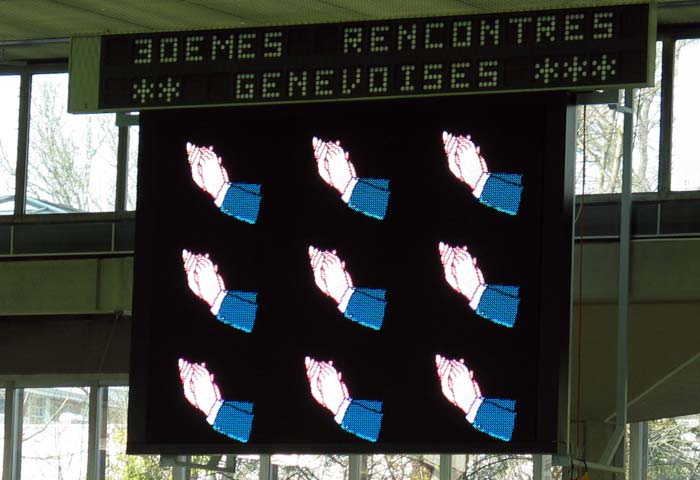 30EMES RENCONTRES
** GENEVOISES ***